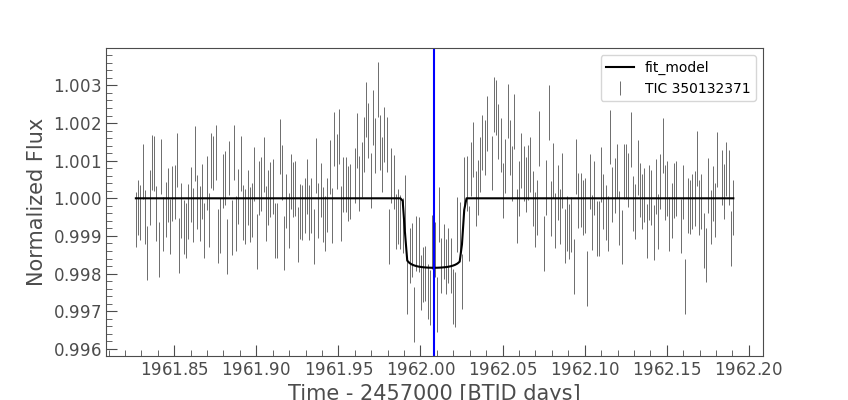 fit_model
TIC 350132371
1.003
1.002
1.001
1.000
0.999
0.998
0.997
0.996
Normalized Flux
1961.85 1961.90 1961.95 1962.00 1962.05 1962.10 1962.15 1962.20
Time - 2457000 [BTJD days]